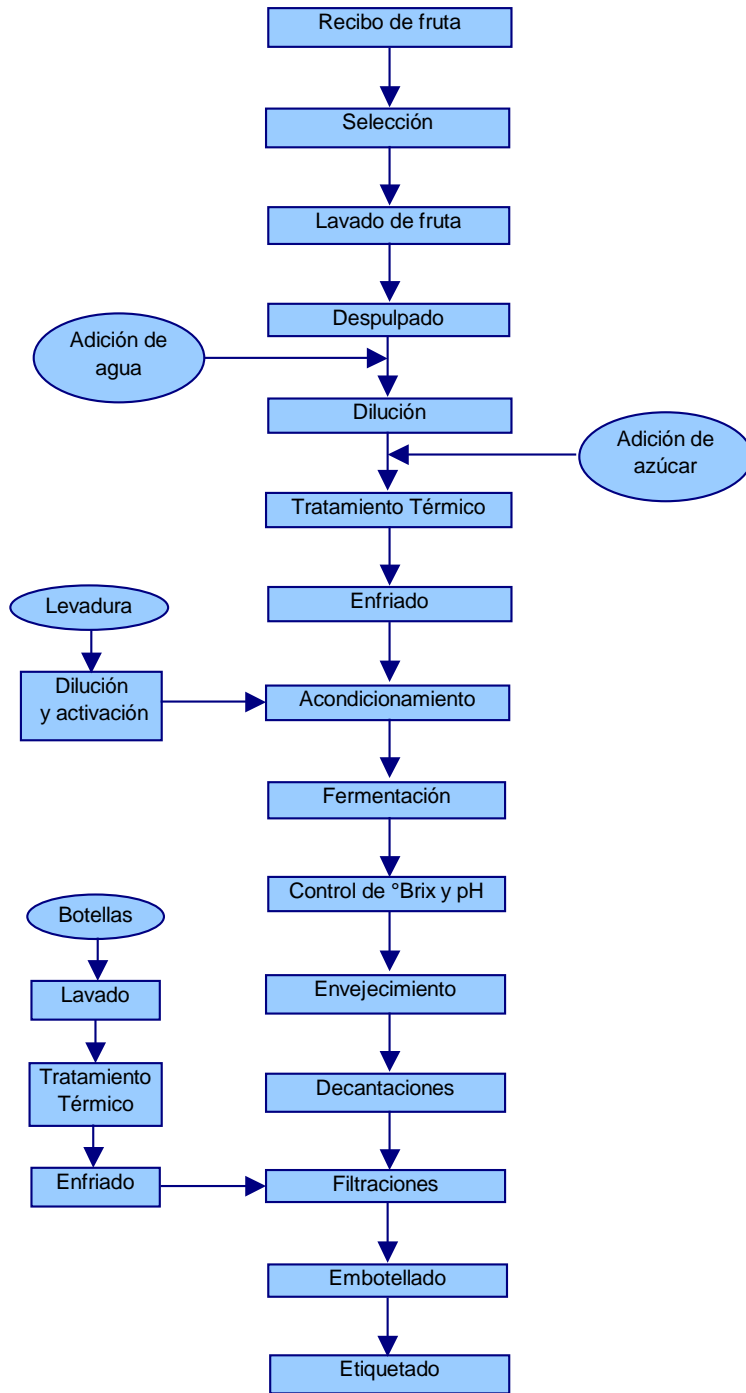 Recibo de fruta
Selección
Lavado de fruta
Despulpado
Adición de
agua
Dilución
Adición de
azúcar
Tratamiento Térmico
Enfriado
Levadura
Dilución
y activación
Acondicionamiento
Fermentación
Control de °Brix y pH
Botellas
Lavado
Envejecimiento
Tratamiento
Térmico
Decantaciones
Enfriado
Filtraciones
Embotellado
Etiquetado